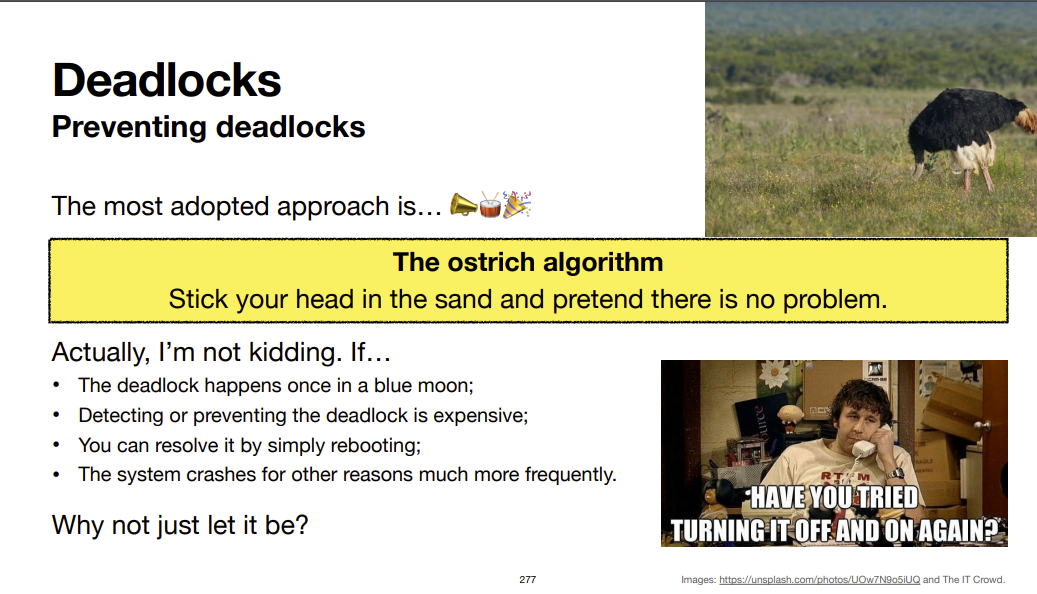 Deadlocks
Preventing deadlocks
The most adopted approach is… 📣🥁🎉
The ostrich algorithm
Stick your head in the sand and pretend there is no problem.
Actually, I’m not kidding. If…
• The deadlock happens once in a blue moon;
• Detecting or preventing the deadlock is expensive;
• You can resolve it by simply rebooting;
• The system crashes for other reasons much more frequently.
Why not just let it be?
HAVE YOU TRIED
TURNING IT OFF AND ON AGAIN?
277
Images: https://unsplash.com/photos/UOw7N9o5iUQ and The IT Crowd.